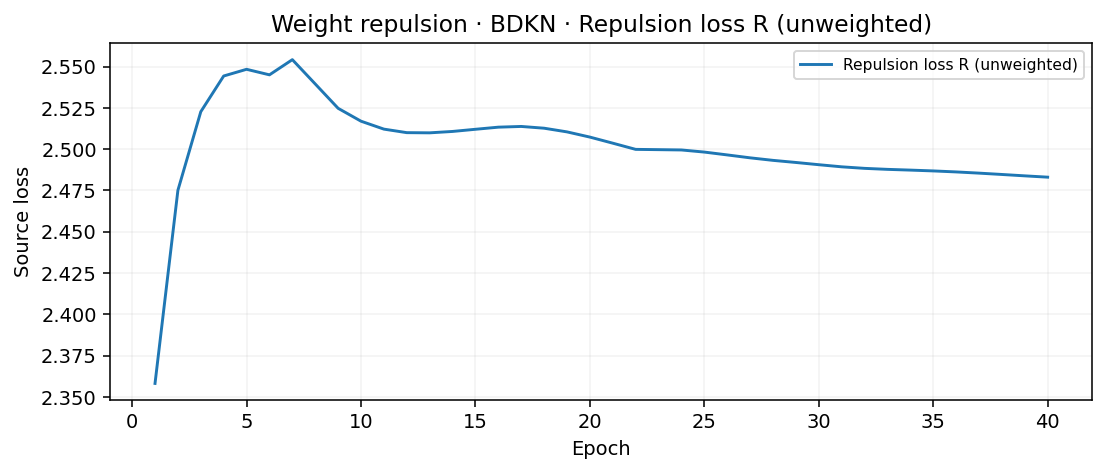 Weight repulsion · BDKN · Repulsion loss R (unweighted)
Repulsion loss R (unweighted)
Source loss
2.550
2.525
2.500
2.475
2.450
2.425
2.400
2.375
2.350
0 5 10 15 20 25 30 35 40
Epoch